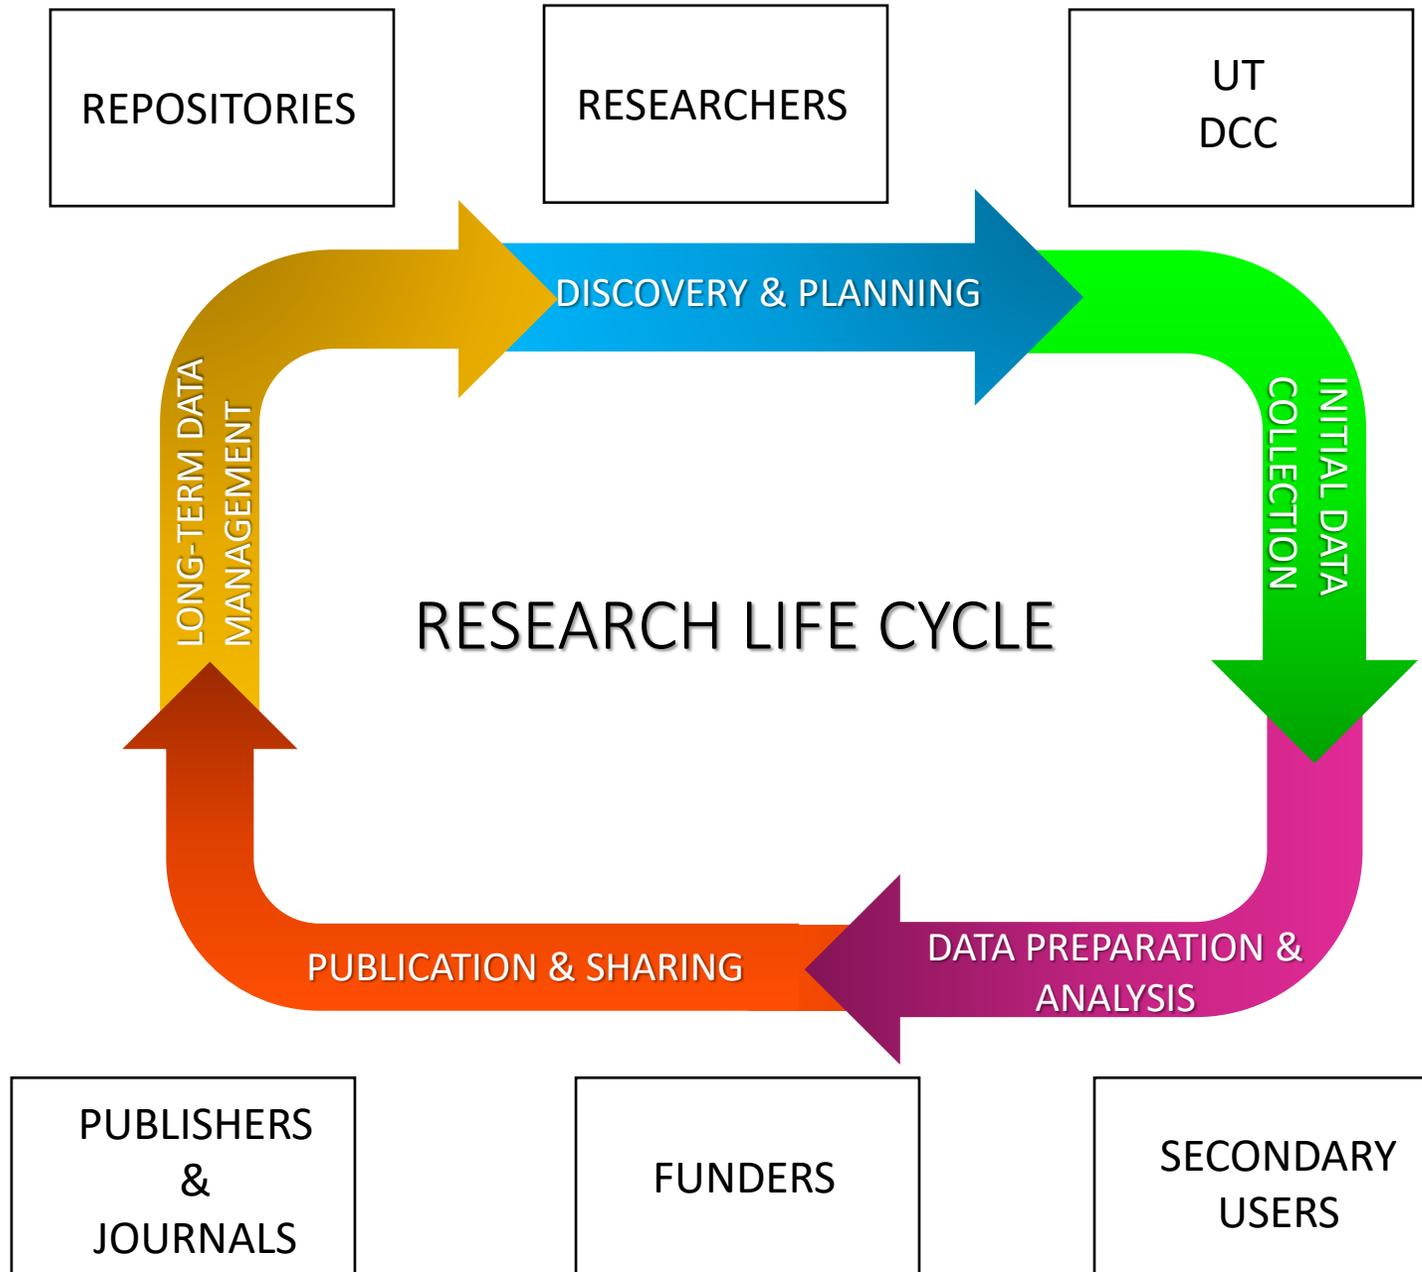 REPOSITORIES
RESEARCHERS
UT
DCC
DISCOVERY & PLANNING
INITIAL DATA
COLLECTION
LONG-TERM DATA
MANAGEMENT
RESEARCH LIFE CYCLE
DATA PREPARATION &
ANALYSIS
PUBLICATION & SHARING
PUBLISHERS
&
JOURNALS
FUNDERS
SECONDARY
USERS